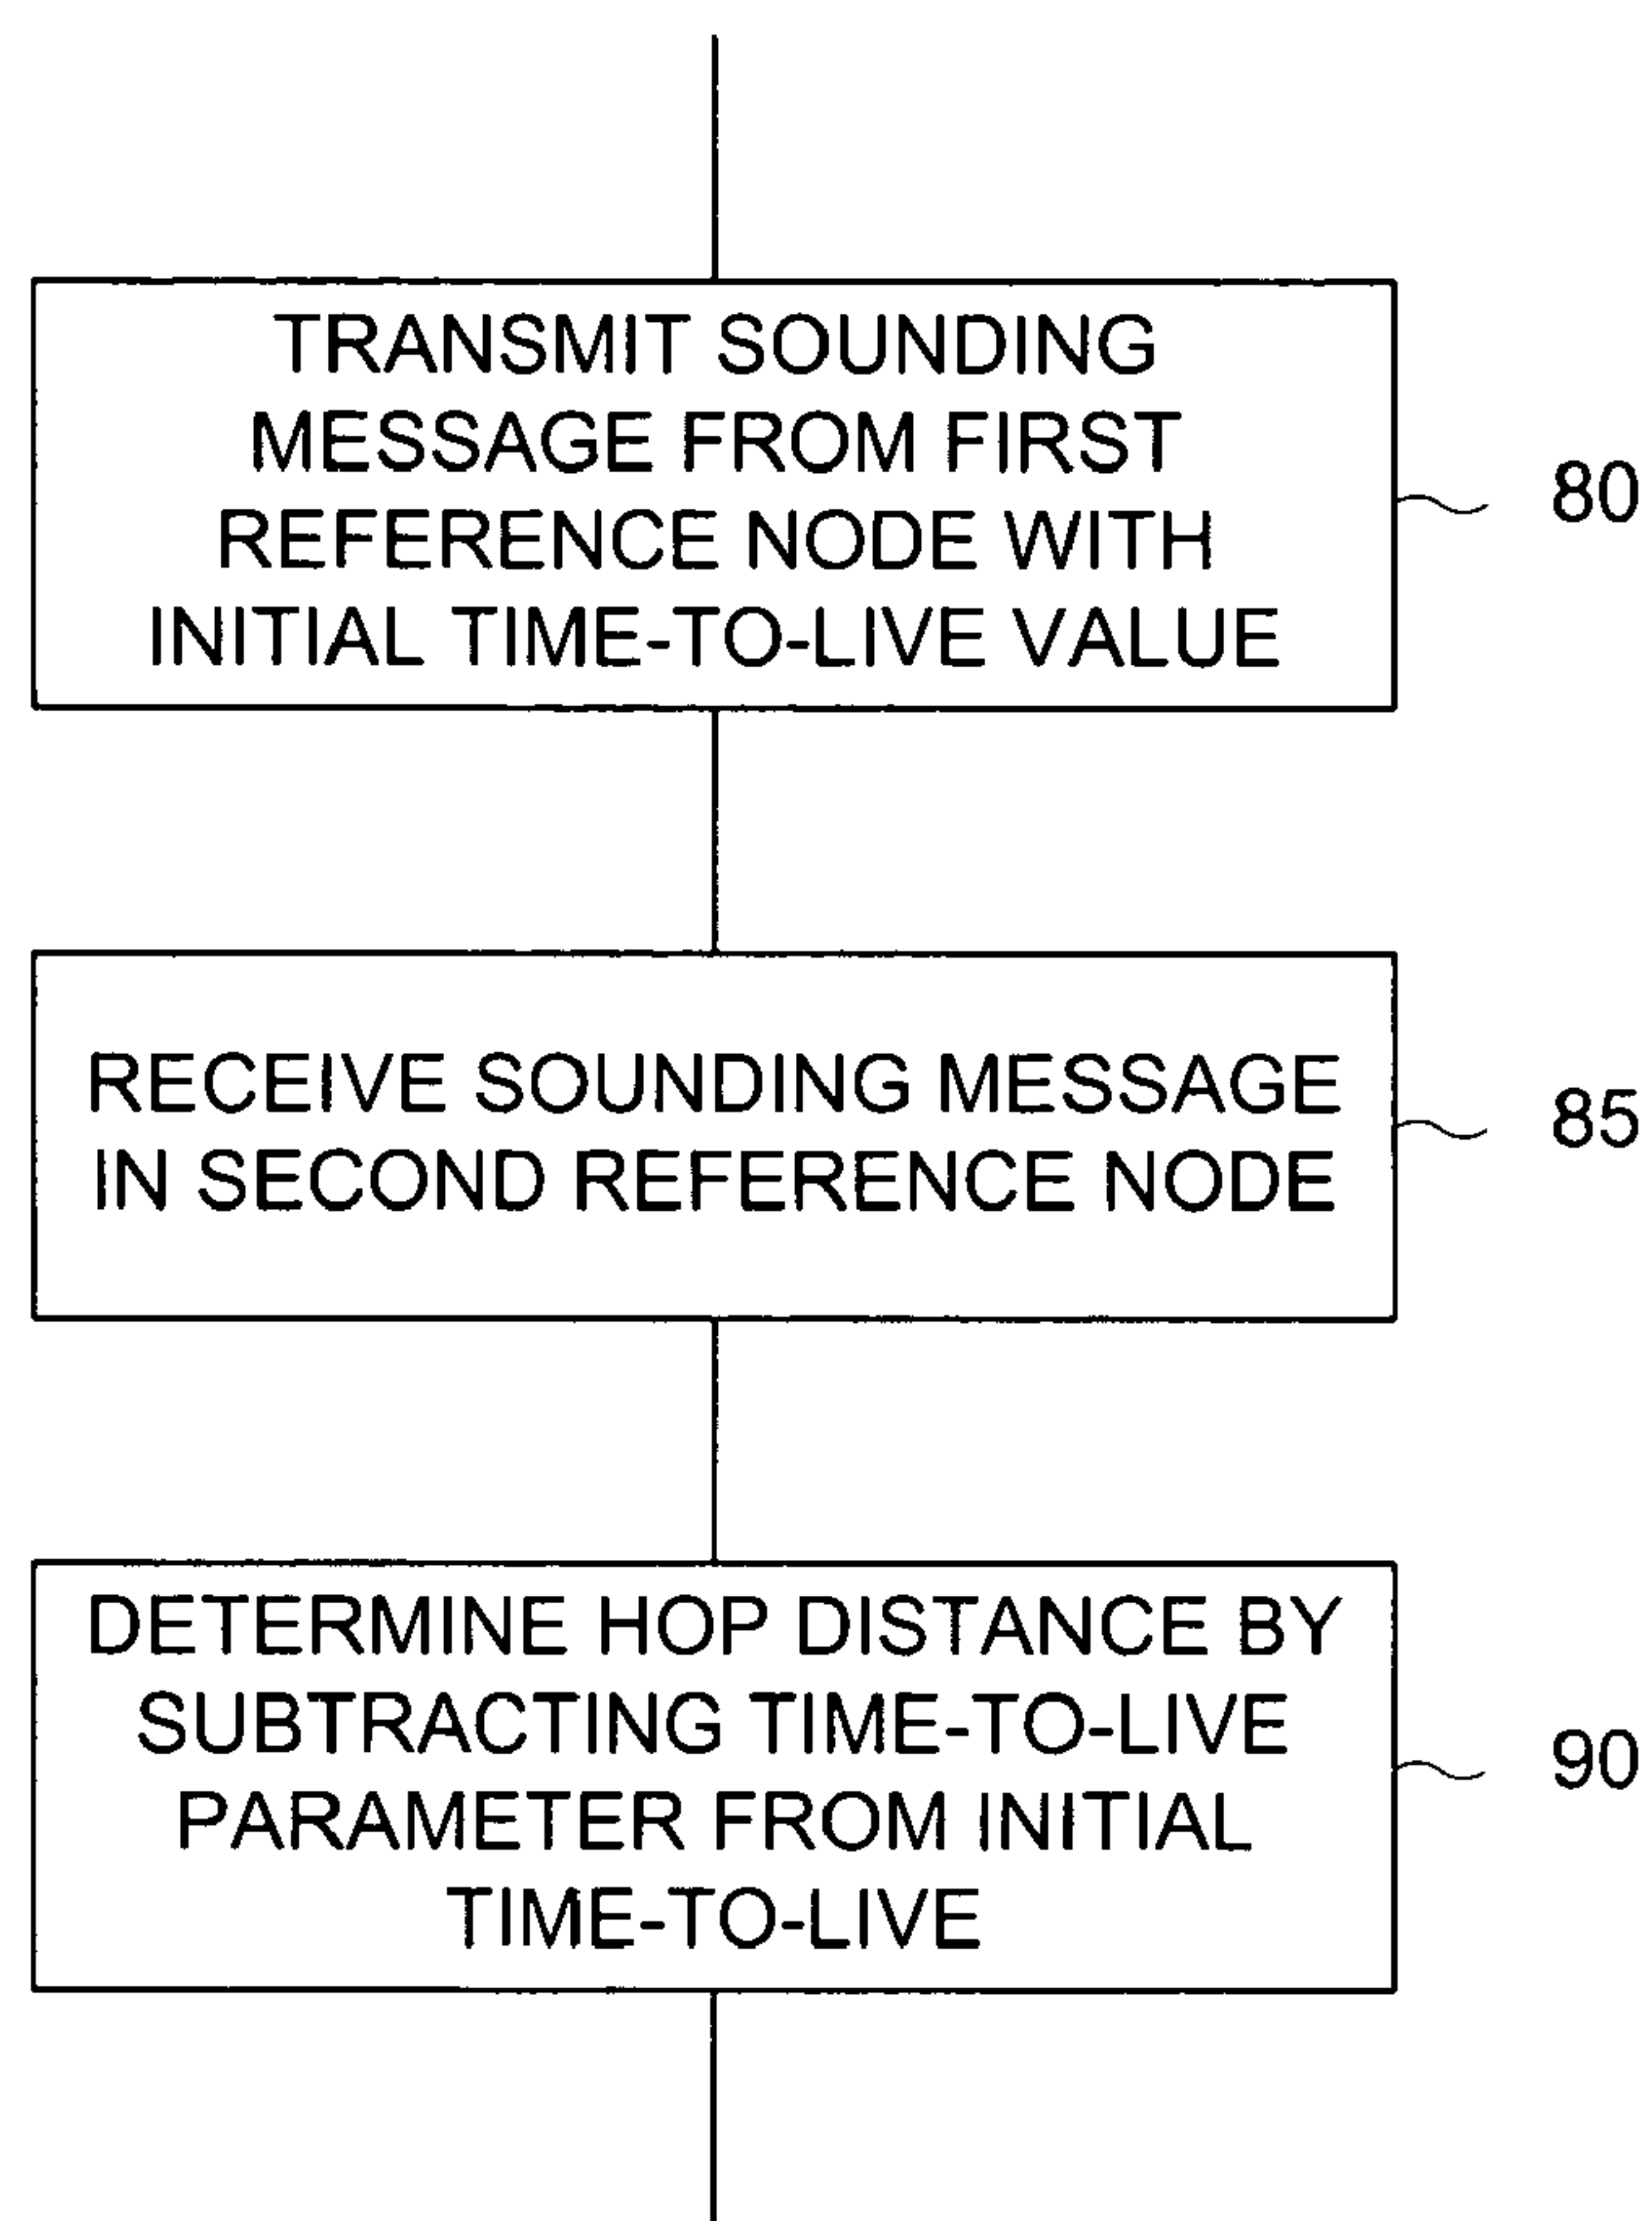 TRANSMIT SOUNDING
MESSAGE FROM FIRST
REFERENCE NODE WITH
INITIAL TIME-TO-LIVE VALUE
80
RECEIVE SOUNDING MESSAGE
IN SECOND REFERENCE NODE
85
DETERMINE HOP DISTANCE BY
SUBTRACTING TIME-TO-LIVE
PARAMETER FROM INITIAL
TIME-TO-LIVE
90